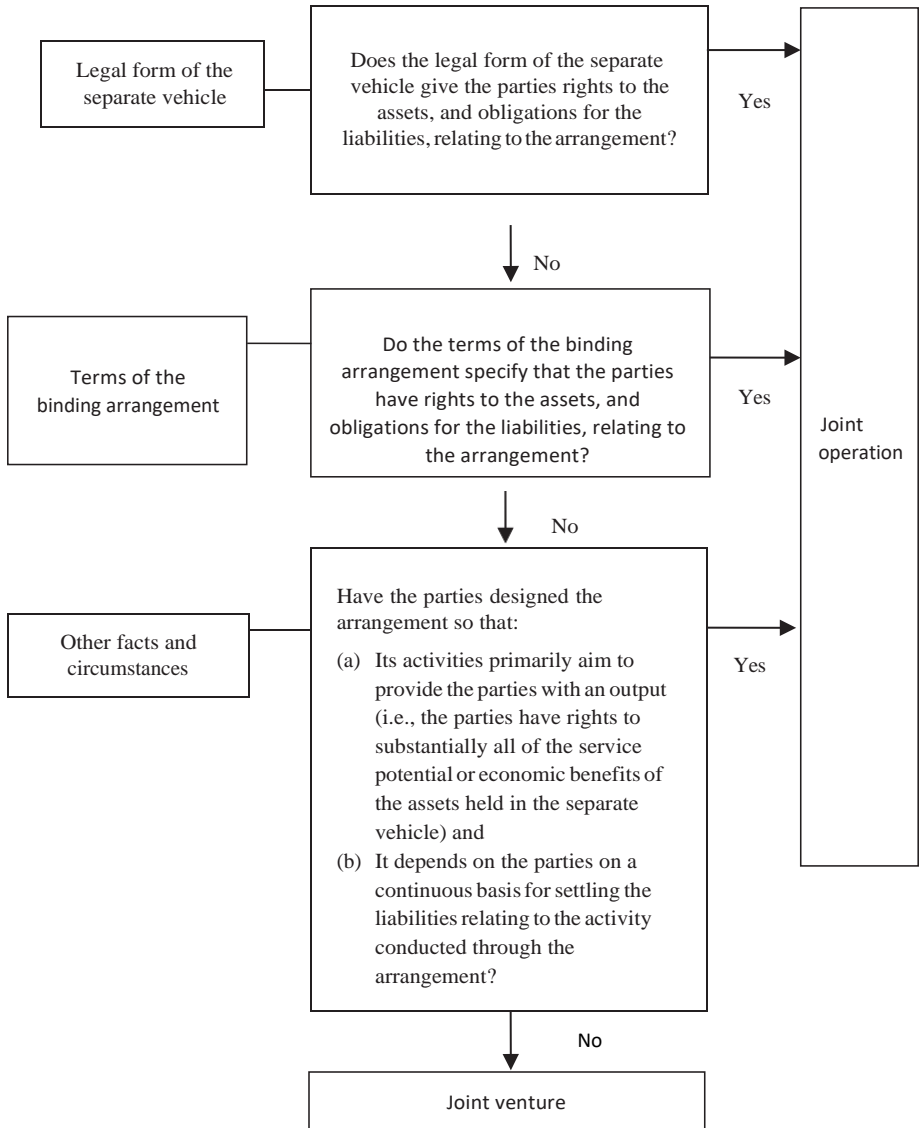 Legal form of the
separate vehicle
Does the legal form of the separate
vehicle give the parties rights to the
assets, and obligations for the
liabilities, relating to the arrangement?
Yes
No
Terms of the
binding arrangement
Do the terms of the binding
arrangement specify that the parties
have rights to the assets, and
obligations for the liabilities, relating to
the arrangement?
Yes
Joint
operation
No
Other facts and
circumstances
Have the parties designed the
arrangement so that:
(a) Its activities primarily aim to
provide the parties with an output
(i.e., the parties have rights to
substantially all of the service
potential or economic benefits of
the assets held in the separate
vehicle) and
(b) It depends on the parties on a
continuous basis for settling the
liabilities relating to the activity
conducted through the
arrangement?
Yes
No
Joint venture